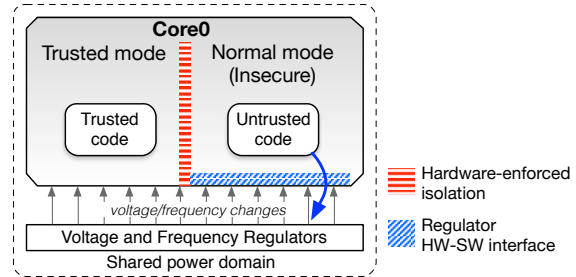 Core0
Trusted mode
Normal mode
(Insecure)
Trusted
code
Untrusted
code
voltage/frequency changes
Voltage and Frequency Regulators
Shared power domain
Hardware-enforced
isolation
Regulator
HW-SW interface